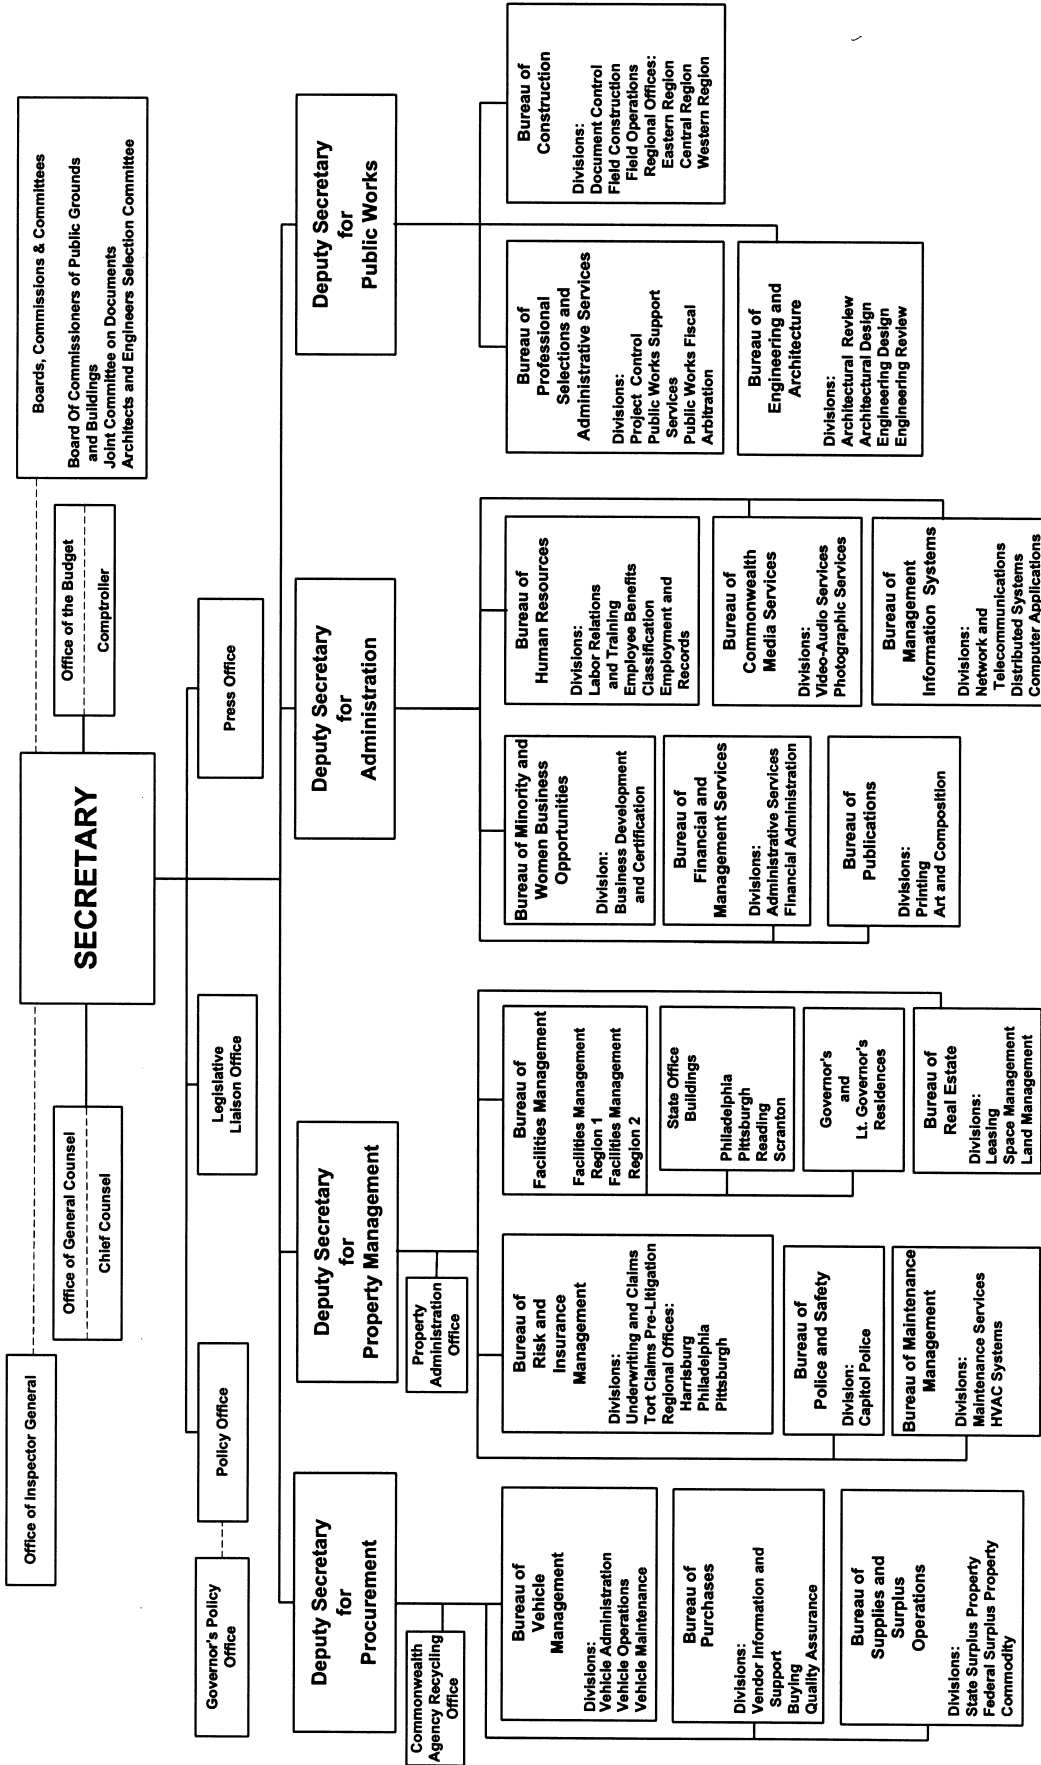 Office of Inspector General
SECRETARY
Boards, Commissions & Committees
Board Of Commissioners of Public Grounds
and Buildings
Joint Committee on Documents
Architects and Engineers Selection Committee
Office of General Counsel
Chief Counsel
Office of the Budget
Comptroller
Governor's Policy
Office
Policy Office
Legislative
Liaison Office
Press Office
Deputy Secretary
for
Procurement
Deputy Secretary
for
Property Management
Deputy Secretary
for
Administration
Deputy Secretary
for
Public Works
Commonwealth
Agency Recycling
Office
Property
Administration
Office
Bureau of
Vehicle
Management
Divisions:
Vehicle Administration
Vehicle Operations
Vehicle Maintenance
Bureau of
Purchases
Divisions:
Vendor Information and
Support
Buying
Quality Assurance
Bureau of
Supplies and
Surplus
Operations
Divisions:
State Surplus Property
Federal Surplus Property
Commodity
Bureau of
Risk and
Insurance
Management
Divisions:
Underwriting and Claims
Tort Claims Pre-Litigation
Regional Offices:
Harrisburg
Philadelphia
Pittsburgh
Bureau of
Police and Safety
Division:
Capitol Police
Bureau of Maintenance
Management
Divisions:
Maintenance Services
HVAC Systems
Bureau of
Facilities Management
Facilities Management
Region 1
Facilities Management
Region 2
State Office
Buildings
Philadelphia
Pittsburgh
Reading
Scranton
Governor's
and
Lt. Governor's
Residences
Bureau of
Real Estate
Divisions:
Leasing
Space Management
Land Management
Bureau of Minority and
Women Business
Opportunities
Division:
Business Development
and Certification
Bureau of
Financial and
Management Services
Divisions:
Administrative Services
Financial Administration
Bureau of
Publications
Divisions:
Printing
Art and Composition
Bureau of
Human Resources
Divisions:
Labor Relations
and Training
Employee Benefits
Classification
Employment and
Records
Bureau of
Commonwealth
Media Services
Divisions:
Video-Audio Services
Photographic Services
Bureau of
Management
Information Systems
Divisions:
Network and
Telecommunications
Distributed Systems
Computer Applications
Bureau of
Professional
Selections and
Administrative Services
Divisions:
Project Control
Public Works Support
Services
Public Works Fiscal
Arbitration
Bureau of
Engineering and
Architecture
Divisions:
Architectural Review
Architectural Design
Engineering Design
Engineering Review
Bureau of
Construction
Divisions:
Document Control
Field Construction
Field Operations
Regional Offices:
Eastern Region
Central Region
Western Region